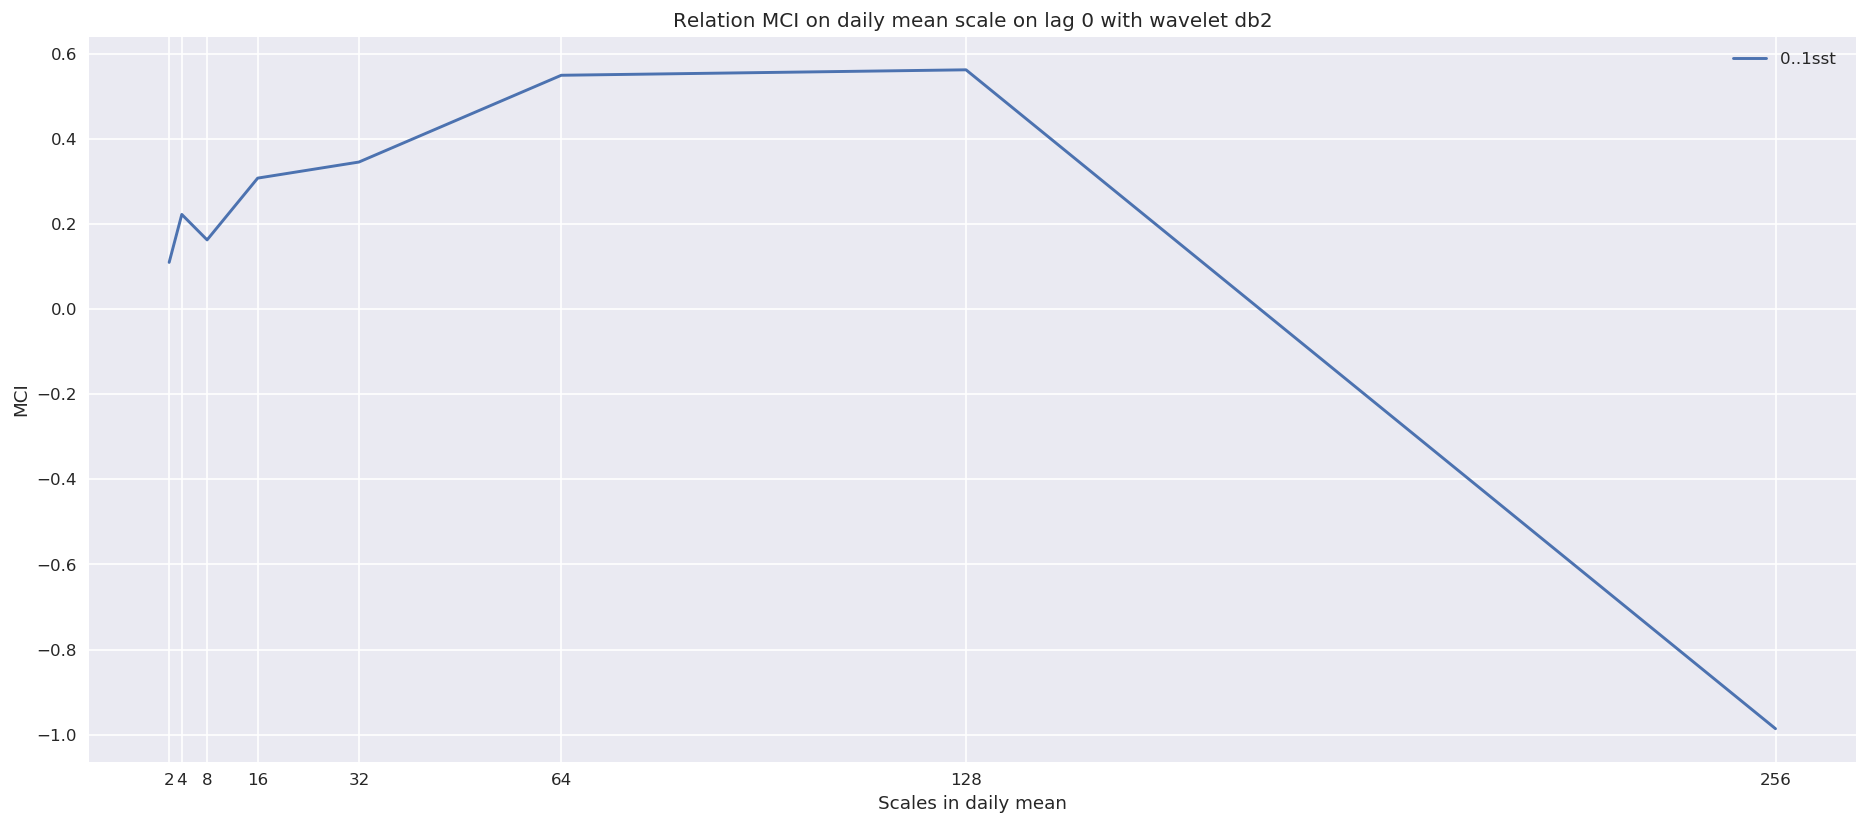 Relation MCI on daily mean scale on lag 0 with wavelet db2
0..1sst
0.6
0.4
0.2
0.0
−0.2
−0.4
−0.6
−0.8
−1.0
MCI
2 4 8 16 32 64 128 256
Scales in daily mean